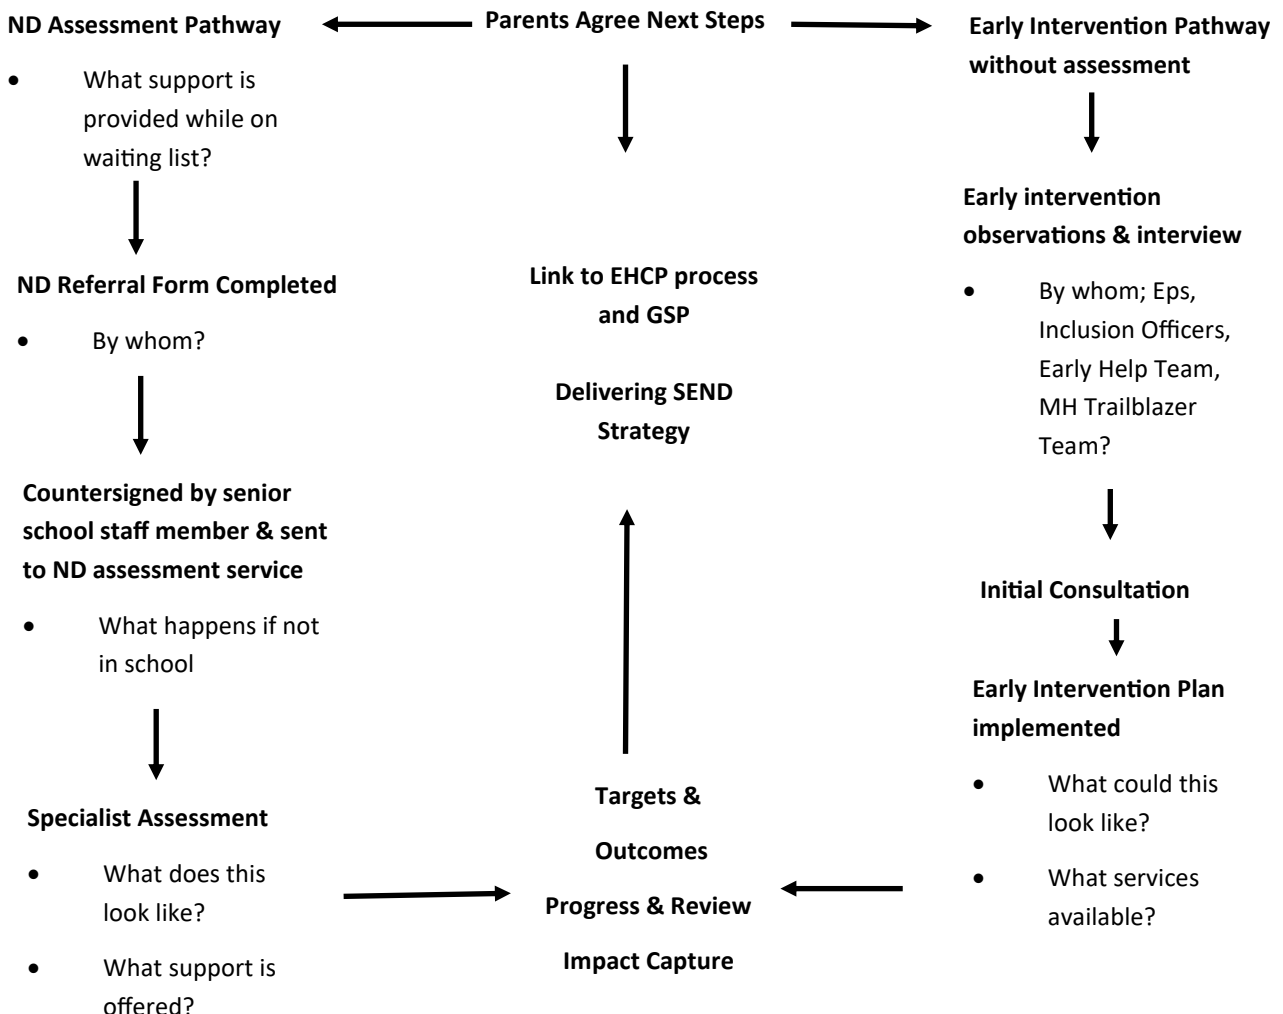 Parents Agree Next Steps
ND Assessment Pathway
• What support is
provided while on
waiting list?
ND Referral Form Completed
• By whom?
Countersigned by senior
school staff member & sent
to ND assessment service
• What happens if not
in school
Specialist Assessment
• What does this
look like?
• What support is
offered?
Link to EHCP process
and GSP
Delivering SEND
Strategy
Targets &
Outcomes
Progress & Review
Impact Capture
Early Intervention Pathway
without assessment
Early intervention
observations & interview
• By whom; Eps,
Inclusion Officers,
Early Help Team,
MH Trailblazer
Team?
Initial Consultation
Early Intervention Plan
implemented
• What could this
look like?
• What services
available?